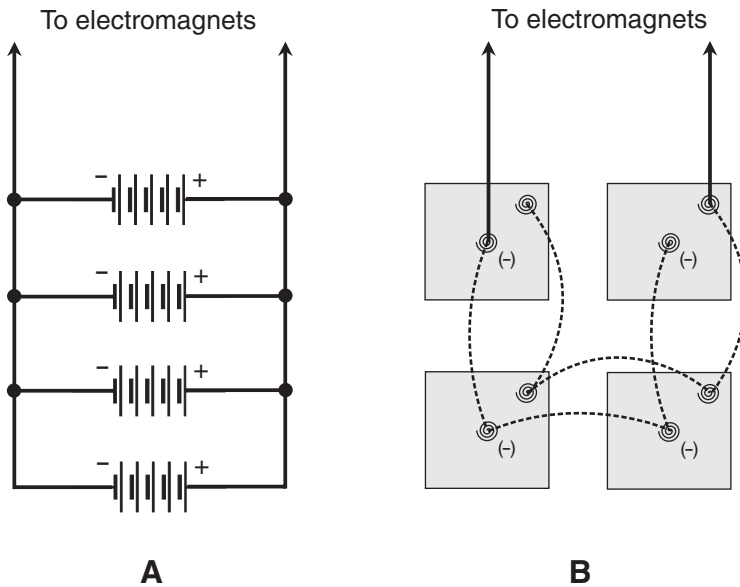 To electromagnets
To electromagnets
– +
– +
– +
– +
(–)
(–)
(–)
(–)
A
B